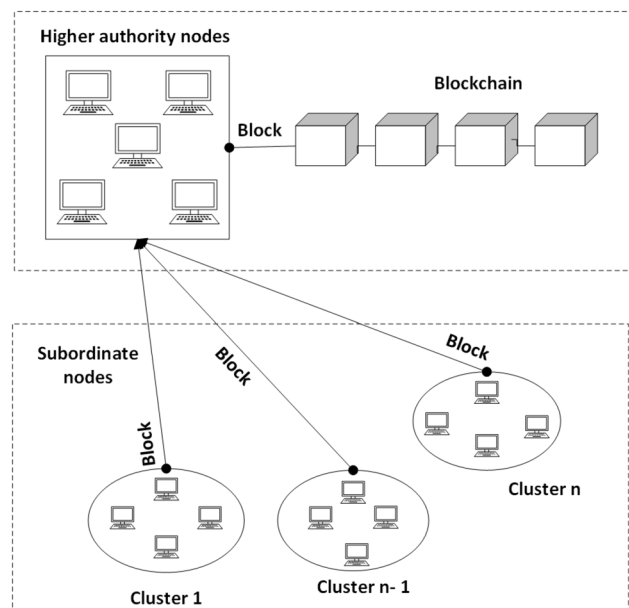 Higher authority nodes
Blockchain
Block
Subordinate
nodes
Block
Block
Block
Cluster n
Cluster n- 1
Cluster 1